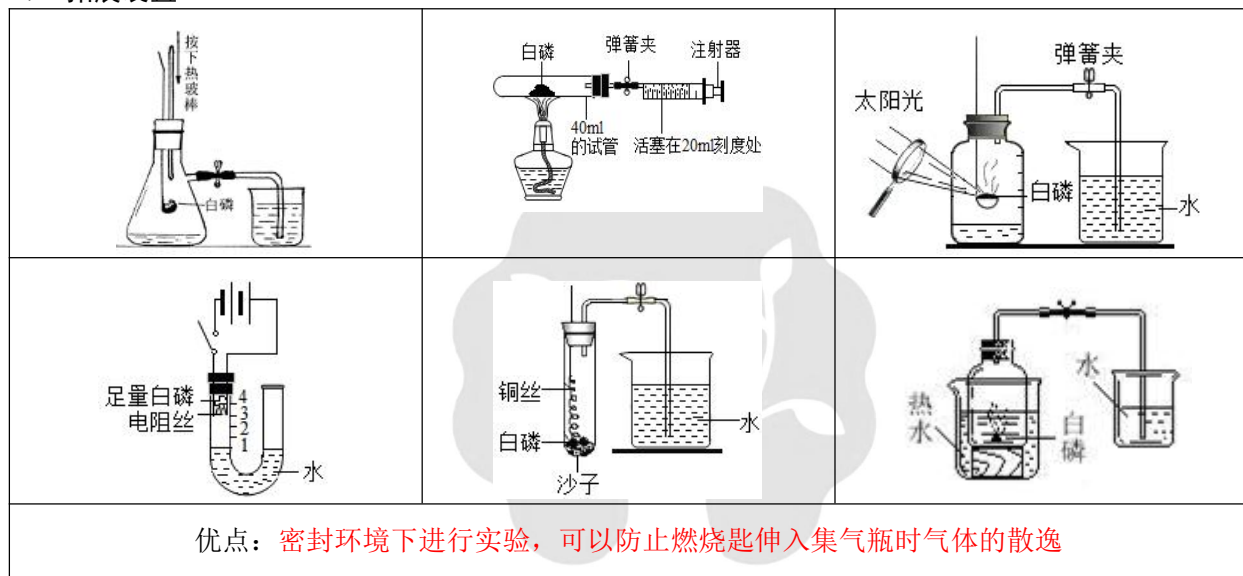 按下热玻棒
白磷
白磷
弹簧夹
注射器
40ml
的试管
活塞在20ml刻度处
弹簧夹
太阳光
白磷
水
足量白磷
电阻丝
4
3
2
1
水
铜丝
白磷
沙子
水
热水
白磷
水
优点：密封环境下进行实验，可以防止燃烧匙伸入集气瓶时气体的散逸